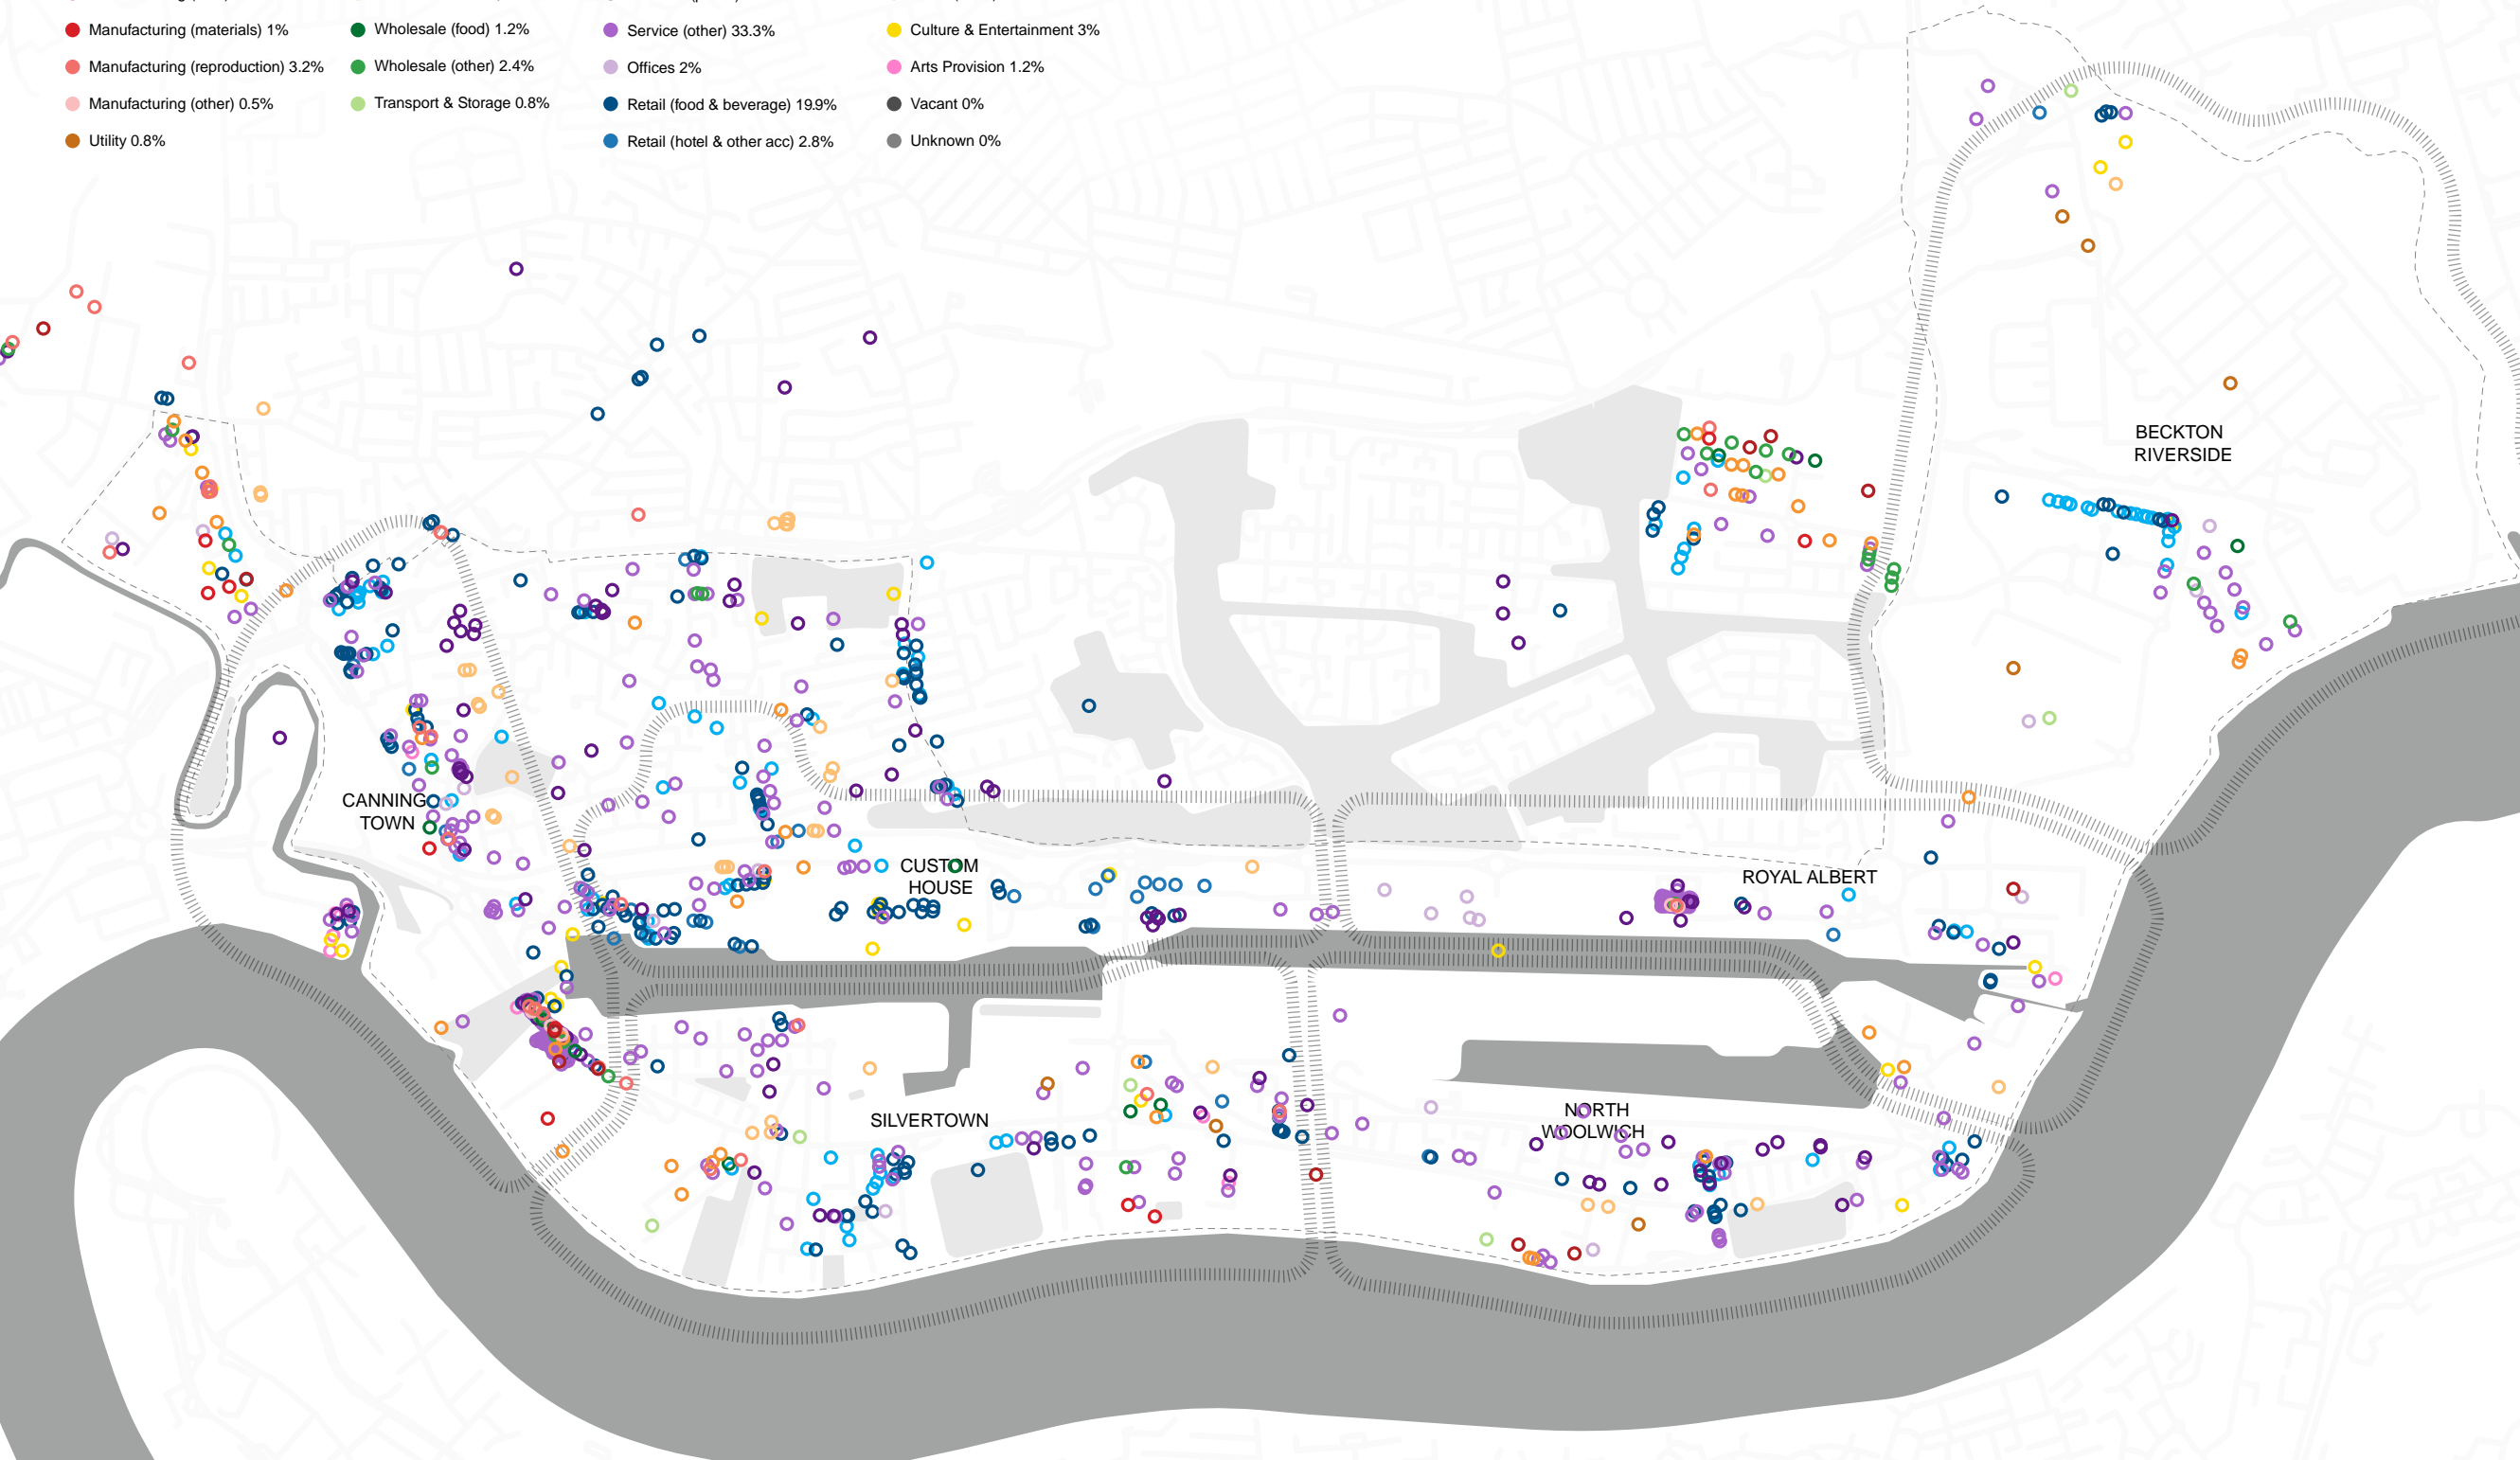 Manufacturing (materials) 1%
Manufacturing (reproduction) 3.2%
Manufacturing (other) 0.5%
Utility 0.8%
Wholesale (food) 1.2%
Wholesale (other) 2.4%
Transport & Storage 0.8%
Service (other) 33.3%
Offices 2%
Retail (food & beverage) 19.9%
Retail (hotel & other acc) 2.8%
Culture & Entertainment 3%
Arts Provision 1.2%
Vacant 0%
Unknown 0%
BECKTON
RIVERSIDE
CANNING
TOWN
CUSTOM
HOUSE
ROYAL ALBERT
SILVERTOWN
NORTH
WOOLWICH